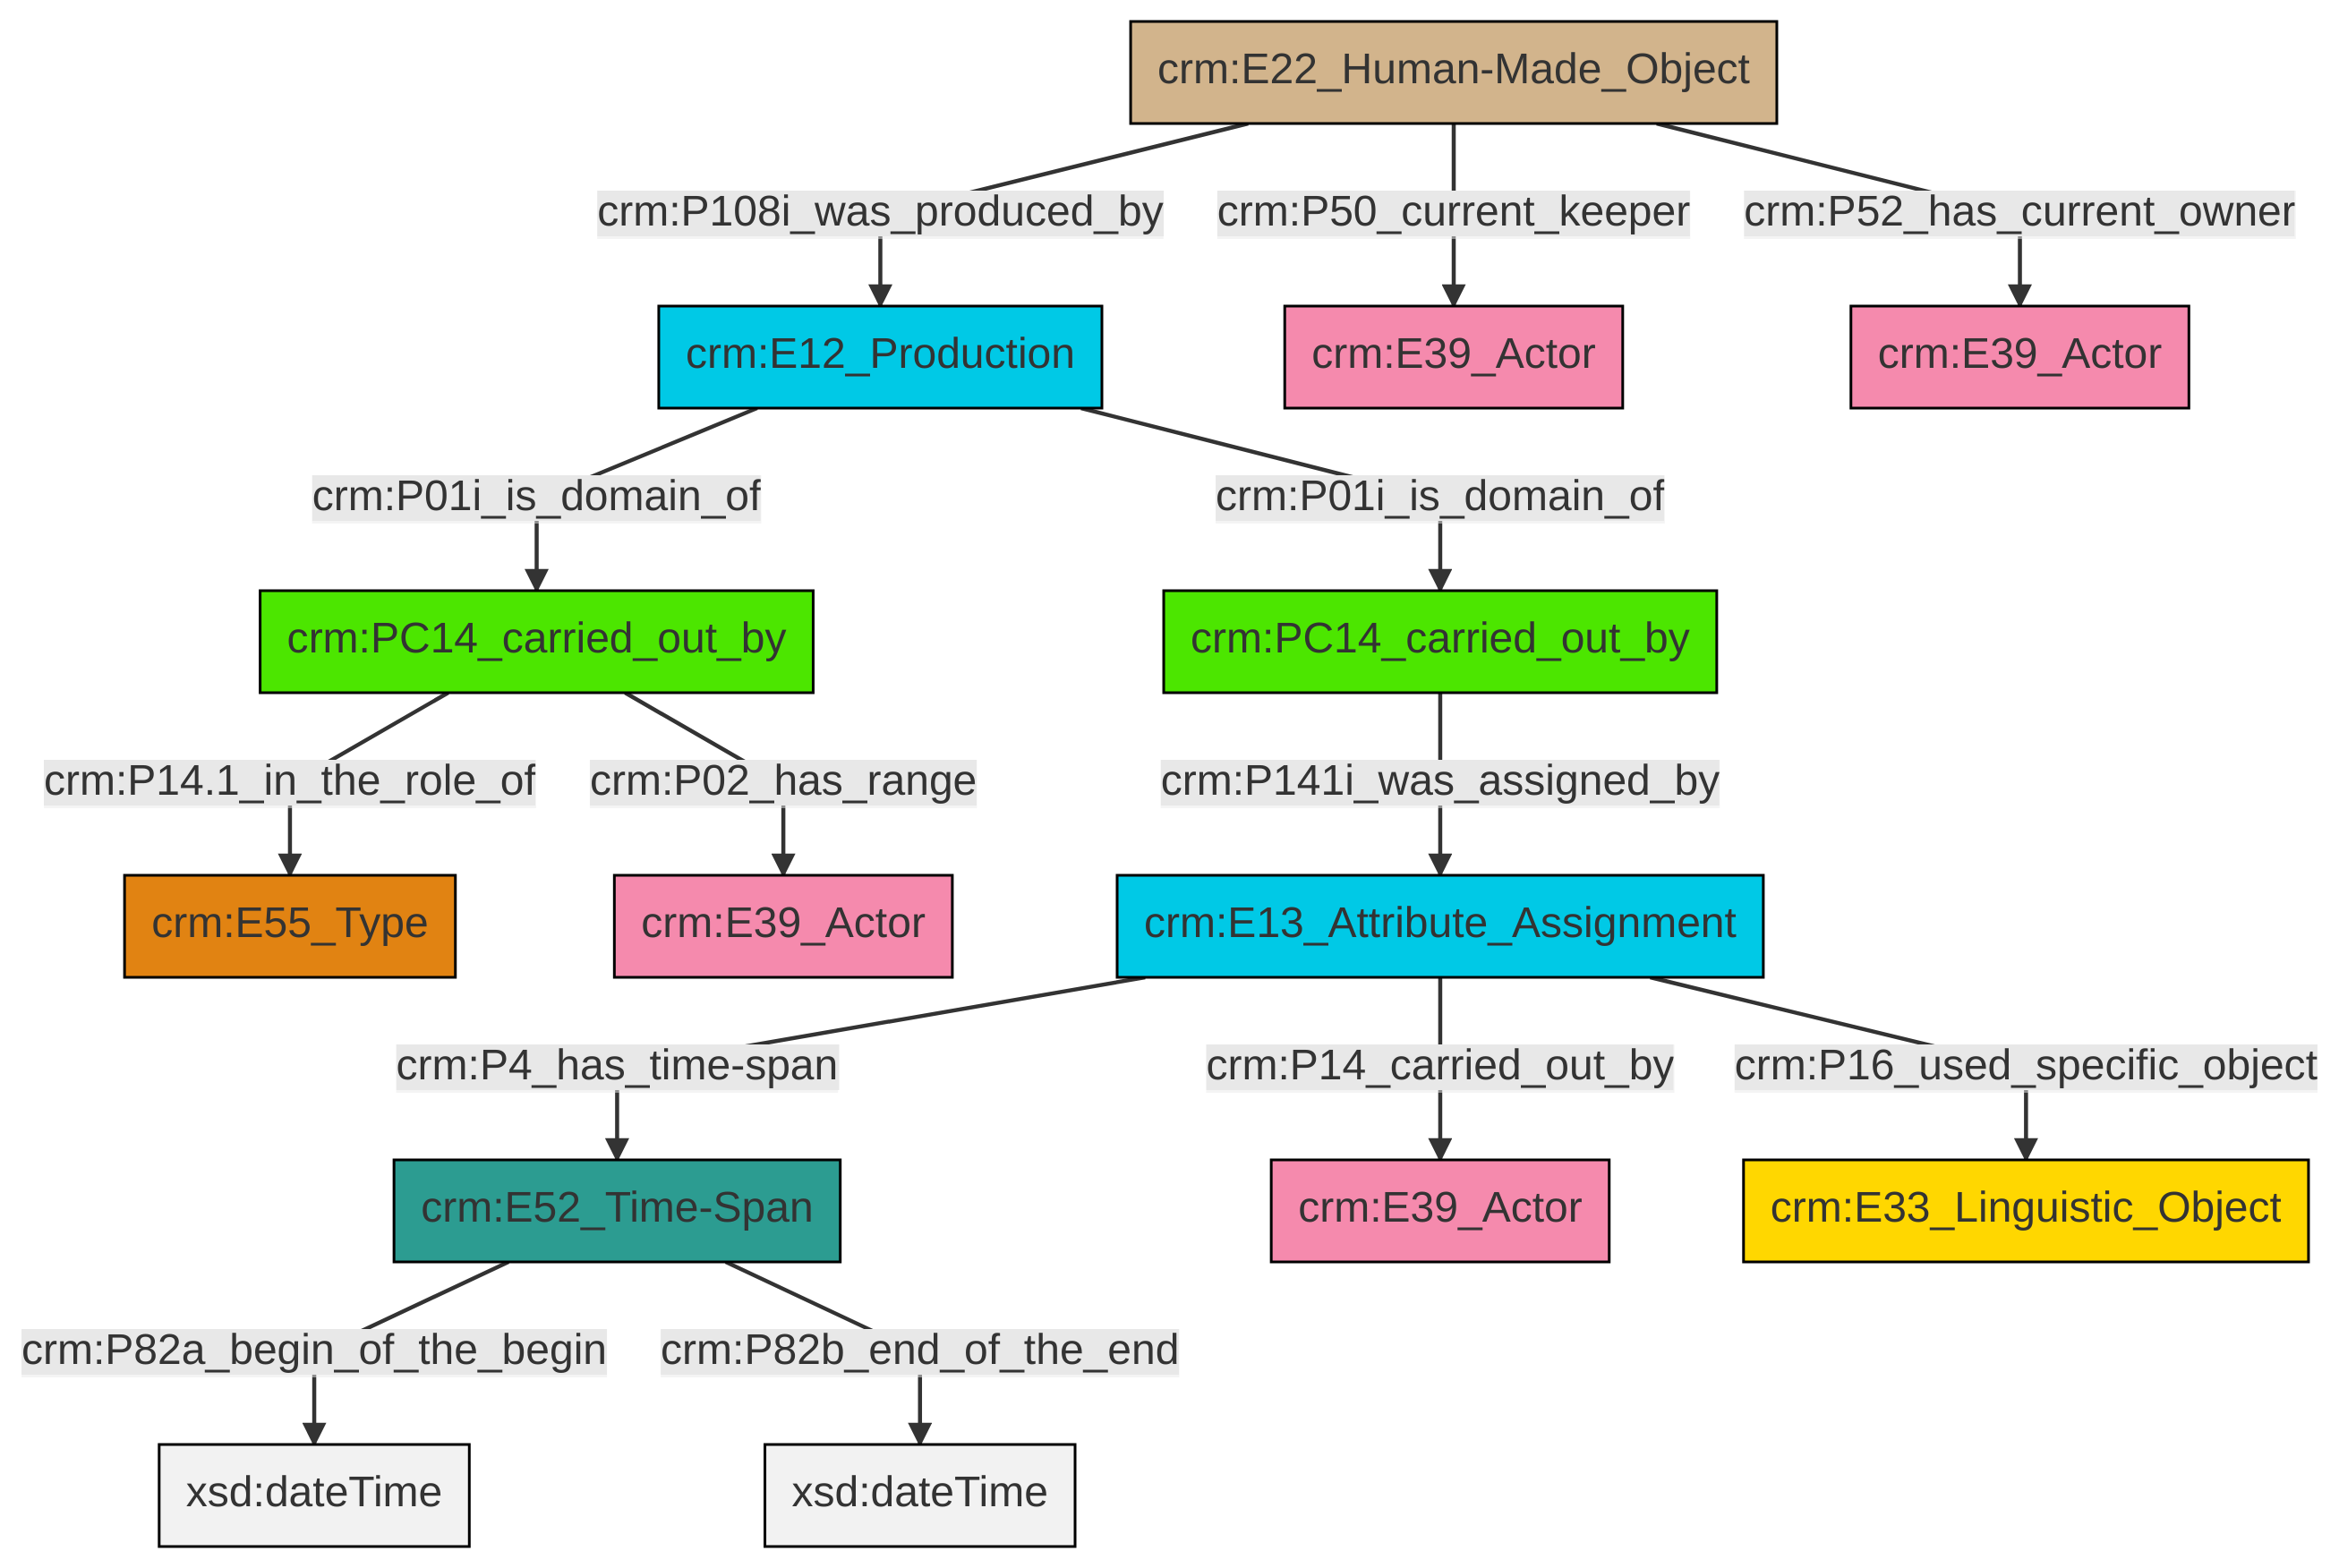 crm:E22_Human-Made_Object
crm:P108i_was_produced_by
crm:P50_current_keeper
crm:P52_has_current_owner
crm:E12_Production
crm:E39_Actor
crm:E39_Actor
crm:P01i_is_domain_of
crm:P01i_is_domain_of
crm:PC14_carried_out_by
crm:PC14_carried_out_by
crm:P14.1_in_the_role_of
crm:P02_has_range
crm:P141i_was_assigned_by
crm:E55_Type
crm:E39_Actor
crm:E13_Attribute_Assignment
crm:P4_has_time-span
crm:P14_carried_out_by
crm:P16_used_specific_object
crm:E52_Time-Span
crm:E39_Actor
crm:E33_Linguistic_Object
crm:P82a_begin_of_the_begin
crm:P82b_end_of_the_end
xsd:dateTime
xsd:dateTime